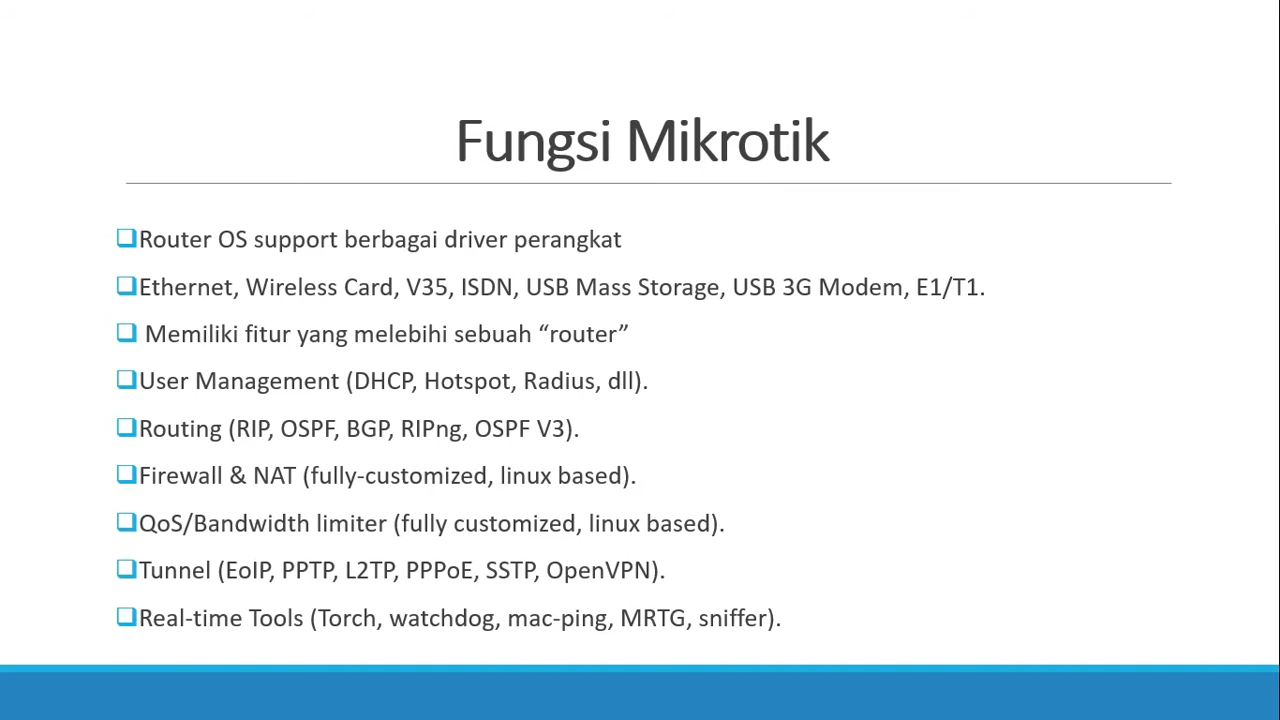 Fungsi Mikrotik
Router OS support berbagai driver perangkat
Ethernet, Wireless Card, V35, ISDN, USB Mass Storage, USB 3G Modem, E1/T1.
Memiliki fitur yang melebihi sebuah “router”
User Management (DHCP, Hotspot, Radius, dll).
Routing (RIP, OSPF, BGP, RIPng, OSPF V3).
Firewall & NAT (fully-customized, linux based).
QoS/Bandwidth limiter (fully customized, linux based).
Tunnel (EoIP, PPTP, L2TP, PPPoE, SSTP, OpenVPN).
Real-time Tools (Torch, watchdog, mac-ping, MRTG, sniffer).